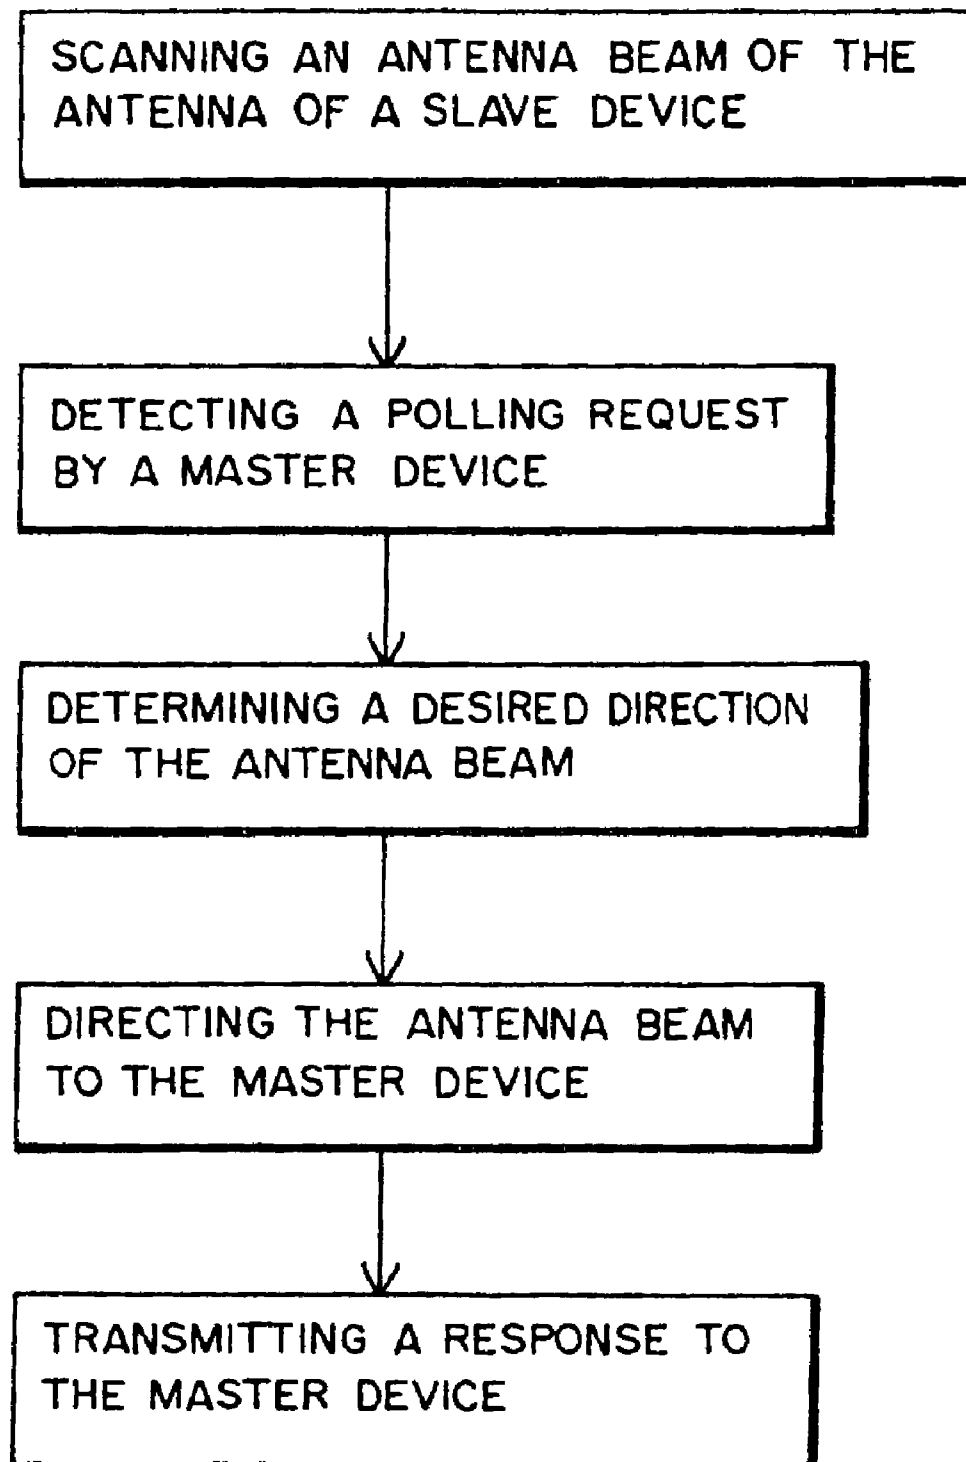 SCANNING AN ANTENNA BEAM OF THE
ANTENNA OF A SLAVE DEVICE
DETECTING A POLLING REQUEST
BY A MASTER DEVICE
DETERMINING A DESIRED DIRECTION
OF THE ANTENNA BEAM
DIRECTING THE ANTENNA BEAM
TO THE MASTER DEVICE
TRANSMITTING A RESPONSE TO
THE MASTER DEVICE